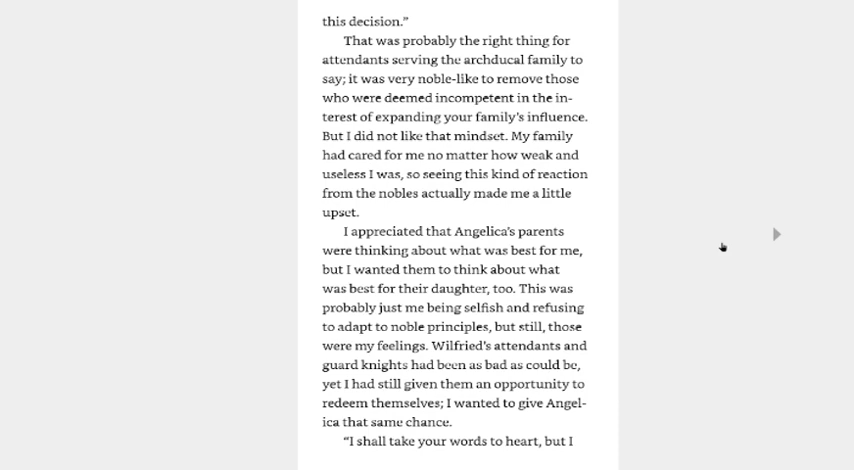 this decision.”
That was probably the right thing for
attendants serving the archducal family to
say; it was very noble-like to remove those
who were deemed incompetent in the in-
terest of expanding your family’s influence.
But I did not like that mindset. My family
had cared for me no matter how weak and
useless I was, so seeing this kind of reaction
from the nobles actually made me a little
upset.
I appreciated that Angelica’s parents
were thinking about what was best for me,
but I wanted them to think about what
was best for their daughter, too. This was
probably just me being selfish and refusing
to adapt to noble principles, but still, those
were my feelings. Wilfried’s attendants and
guard knights had been as bad as could be,
yet I had still given them an opportunity to
redeem themselves; I wanted to give Angel-
ica that same chance.
“I shall take your words to heart, but I